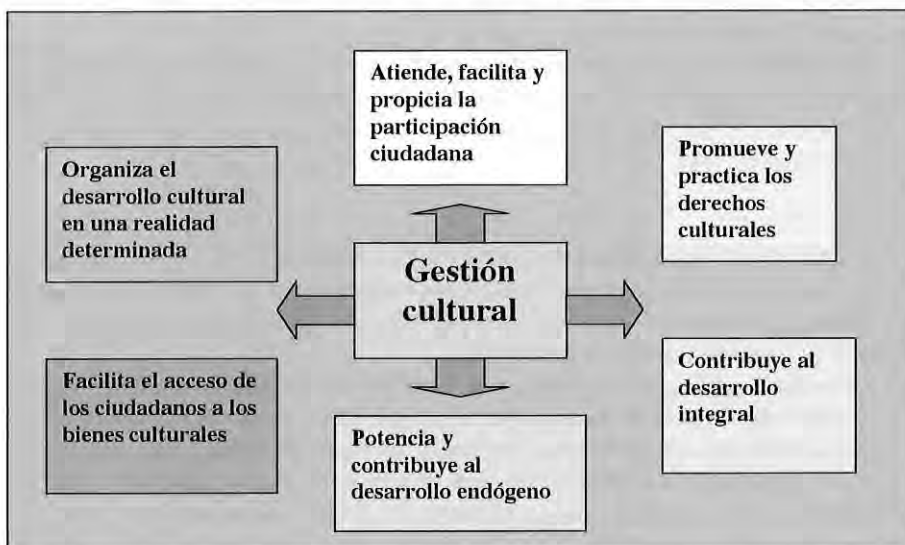 Atiende, facilita y
propicia la
participación
ciudadana
Organiza el
desarrollo cultural
en una realidad
determinada
Promueve y
practica los
derechos
culturales
Gestión
cultural
Facilita el acceso de
los ciudadanos a los
bienes culturales
Potencia y
contribuye al
desarrollo endógeno
Contribuye al
desarrollo
integral